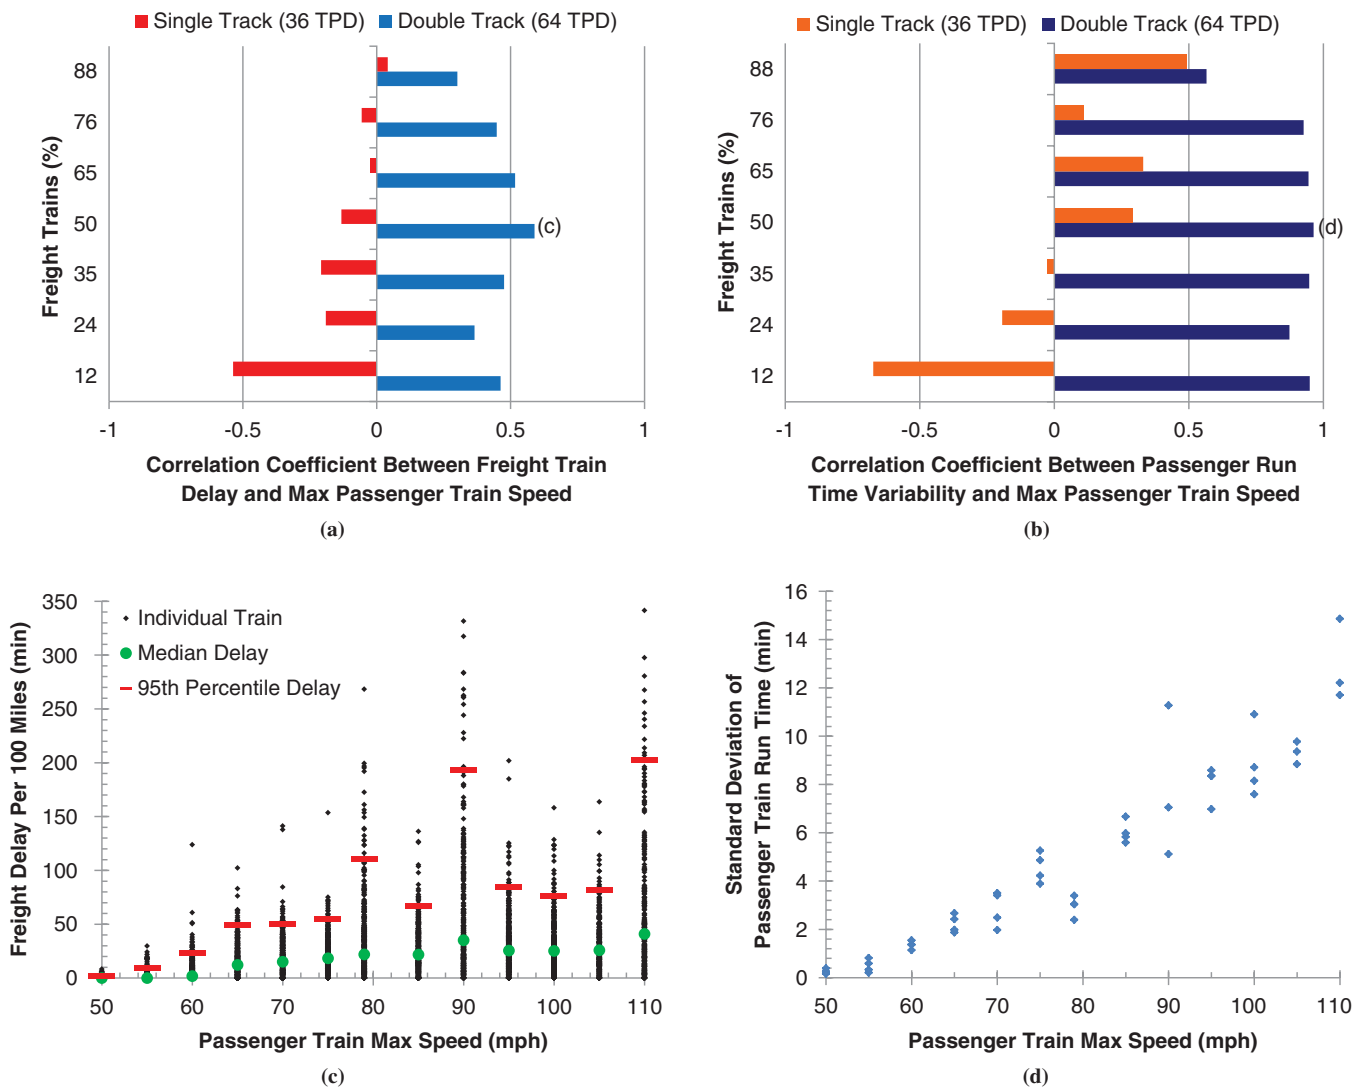 Single Track (36 TPD) Double Track (64 TPD)
Freight Trains (%)
88
76
65
50
35
24
12
(c)
-1 -0.5 0 0.5 1
Correlation Coefficient Between Freight Train
Delay and Max Passenger Train Speed
(a)
Single Track (36 TPD) Double Track (64 TPD)
Freight Trains (%)
88
76
65
50
35
24
12
(d)
-1 -0.5 0 0.5 1
Correlation Coefficient Between Passenger Run
Time Variability and Max Passenger Train Speed
(b)
Freight Delay Per 100 Miles (min)
350
300
250
200
150
100
50
0
Individual Train
Median Delay
95th Percentile Delay
50 60 70 80 90 100 110
Passenger Train Max Speed (mph)
(c)
Standard Deviation of
Passenger Train Run Time (min)
16
14
12
10
8
6
4
2
0
50 60 70 80 90 100 110
Passenger Train Max Speed (mph)
(d)